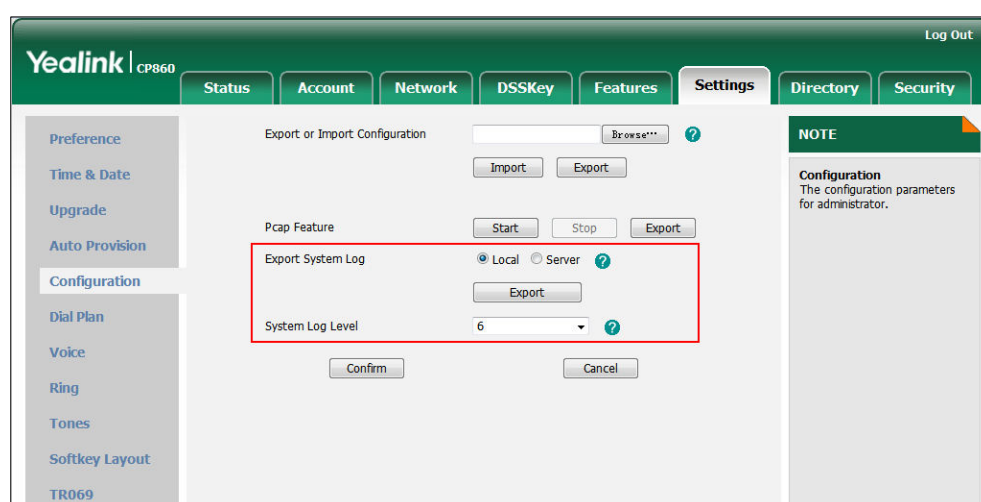 Log Out
Yealink | CP860
Status Account Network DSSKey Features Settings Directory Security
Preference
Time & Date
Upgrade
Auto Provision
Configuration
Dial Plan
Voice
Ring
Tones
Softkey Layout
TR069
Export or Import Configuration Browse... ?
Import Export
Pcap Feature Start Stop Export
Export System Log Local Server ?
Export
System Log Level 6 ?
Confirm Cancel
NOTE
Configuration
The configuration parameters
for administrator.